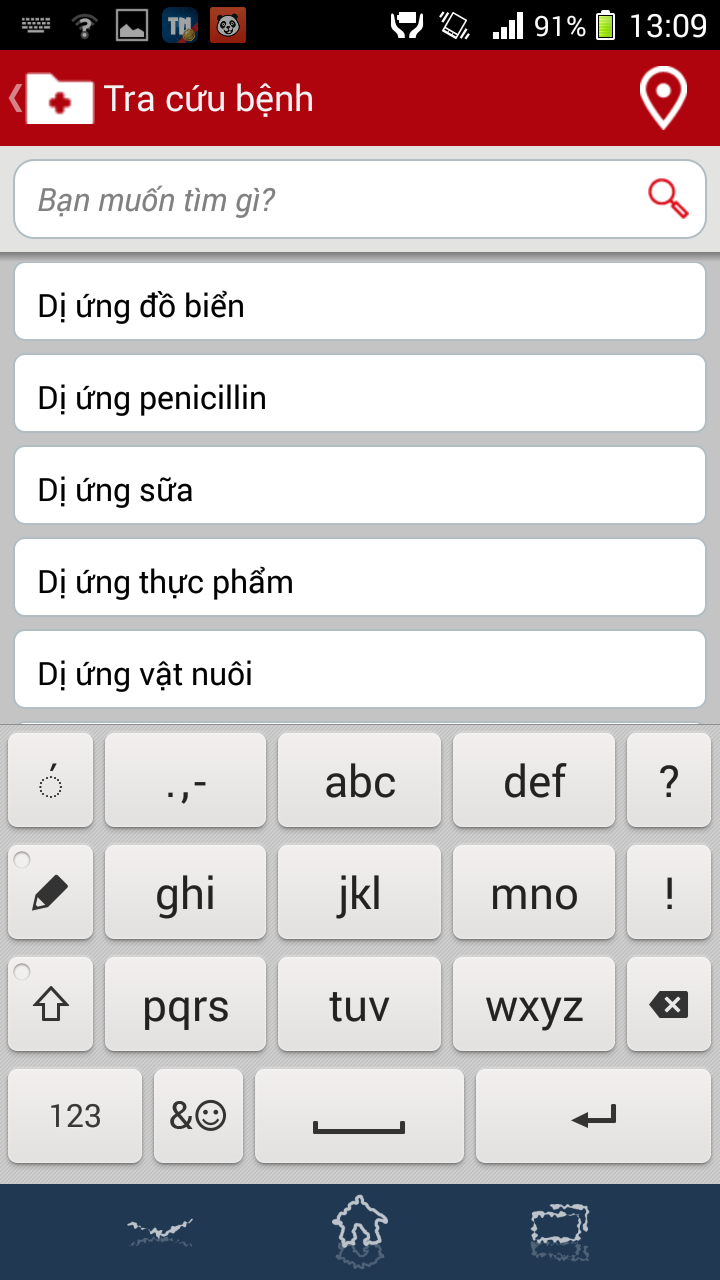 91% 13:09
Tra cứu bệnh
Bạn muốn tìm gì?
Dị ứng đồ biển
Dị ứng penicillin
Dị ứng sữa
Dị ứng thực phẩm
Dị ứng vật nuôi
.,- abc def ?
ghi jkl mno !
pqrs tuv wxyz
123 &